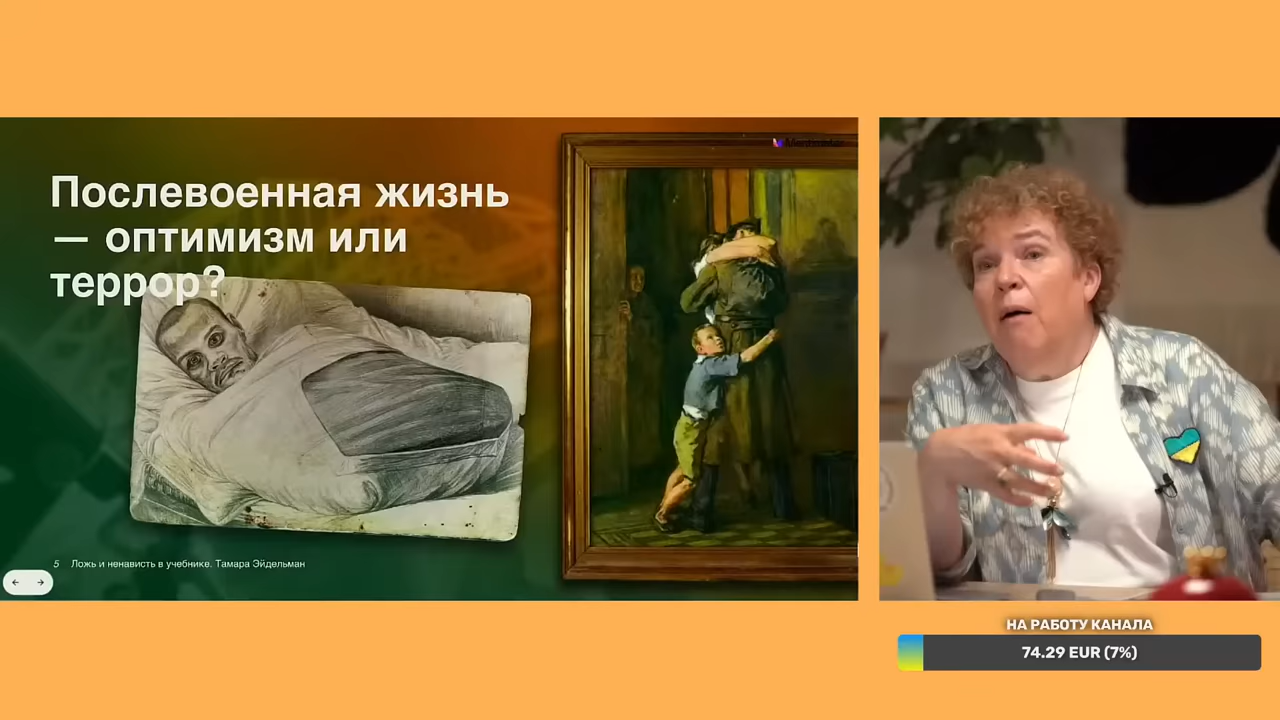 Послевоенная жизнь
— оптимизм или
террор?
5 Ложь и ненависть в учебнике. Тамара Эйдельман
НА РАБОТУ КАНАЛА
74.29 EUR (7%)